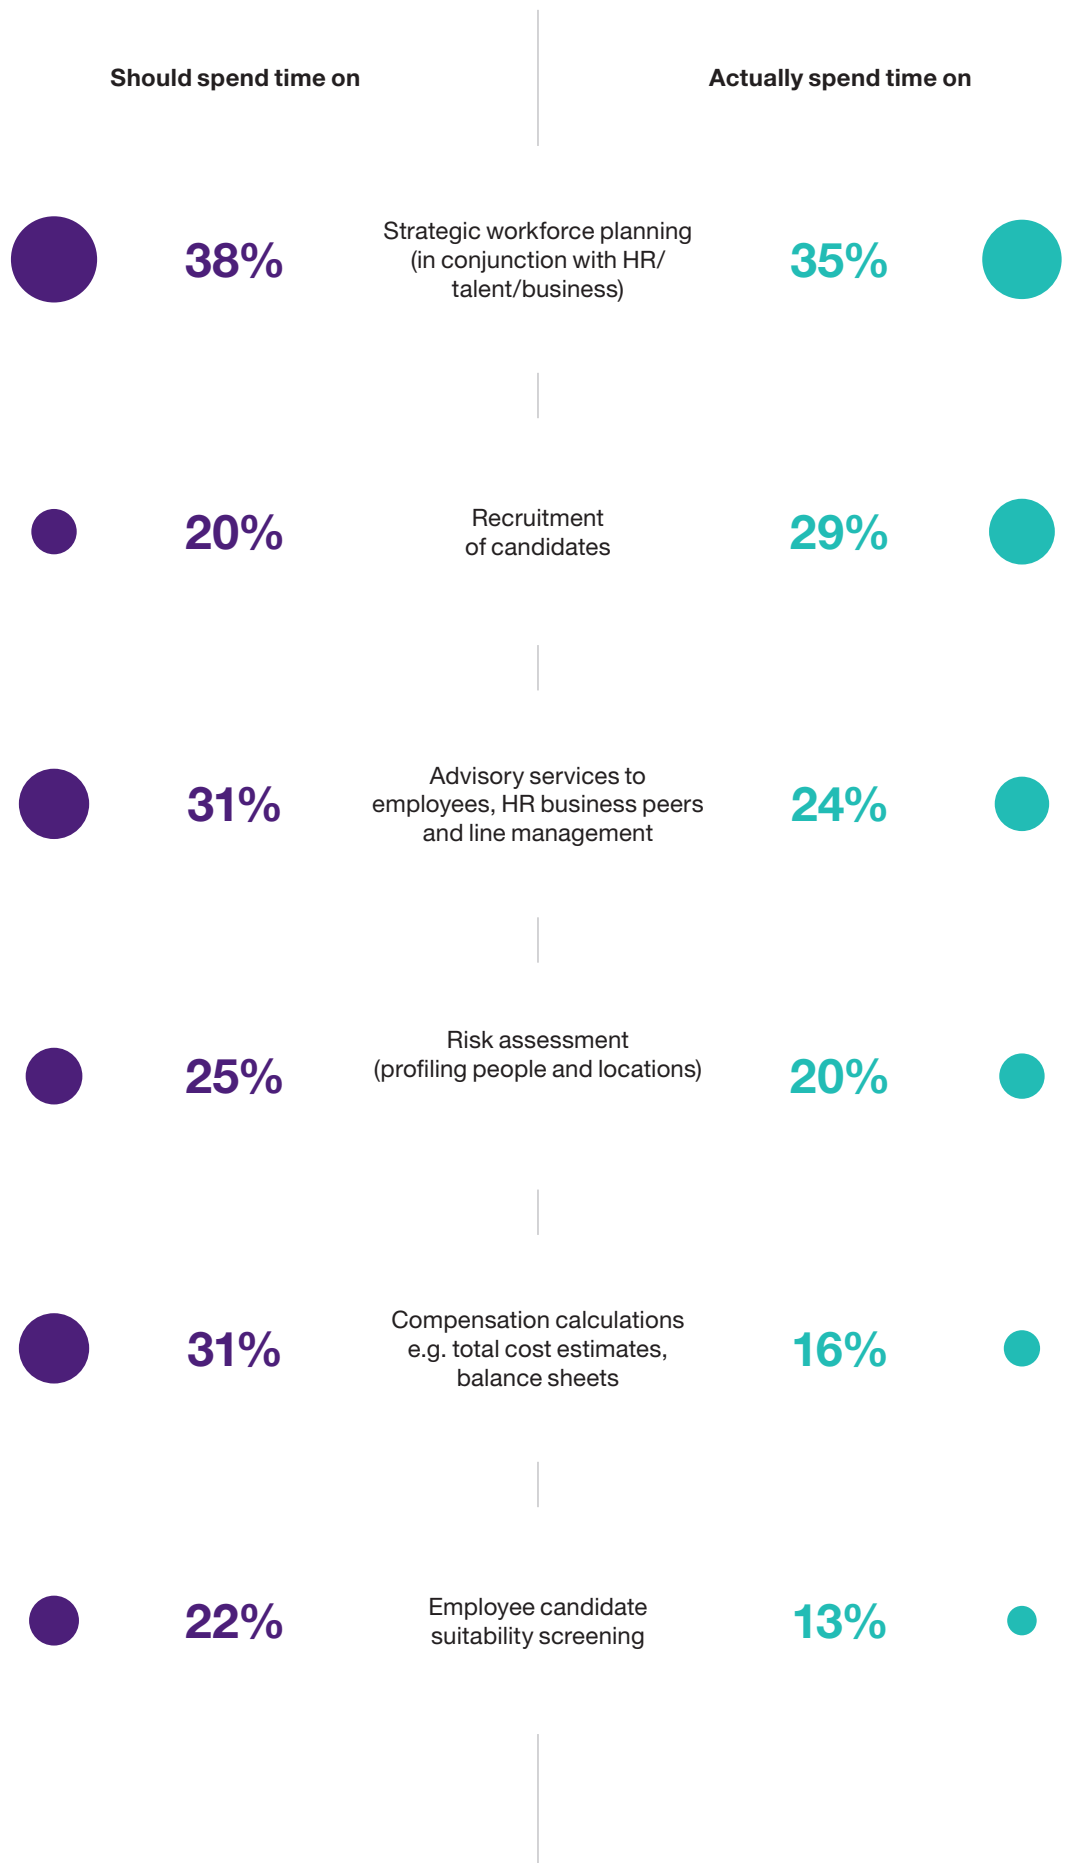 Should spend time on
Actually spend time on
38%
Strategic workforce planning
(in conjunction with HR/
talent/business)
35%
20%
Recruitment
of candidates
29%
31%
Advisory services to
employees, HR business peers
and line management
24%
25%
Risk assessment
(profiling people and locations)
20%
31%
Compensation calculations
e.g. total cost estimates,
balance sheets
16%
22%
Employee candidate
suitability screening
13%